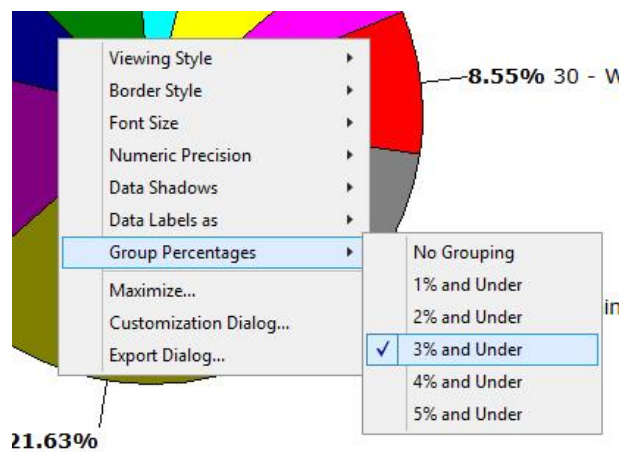 Viewing Style
Border Style
Font Size
Numeric Precision
Data Shadows
Data Labels as
Group Percentages
Maximize...
Customization Dialog...
Export Dialog...
8.55% 30 - W
No Grouping
1% and Under
2% and Under
3% and Under
4% and Under
5% and Under
in
21.63%